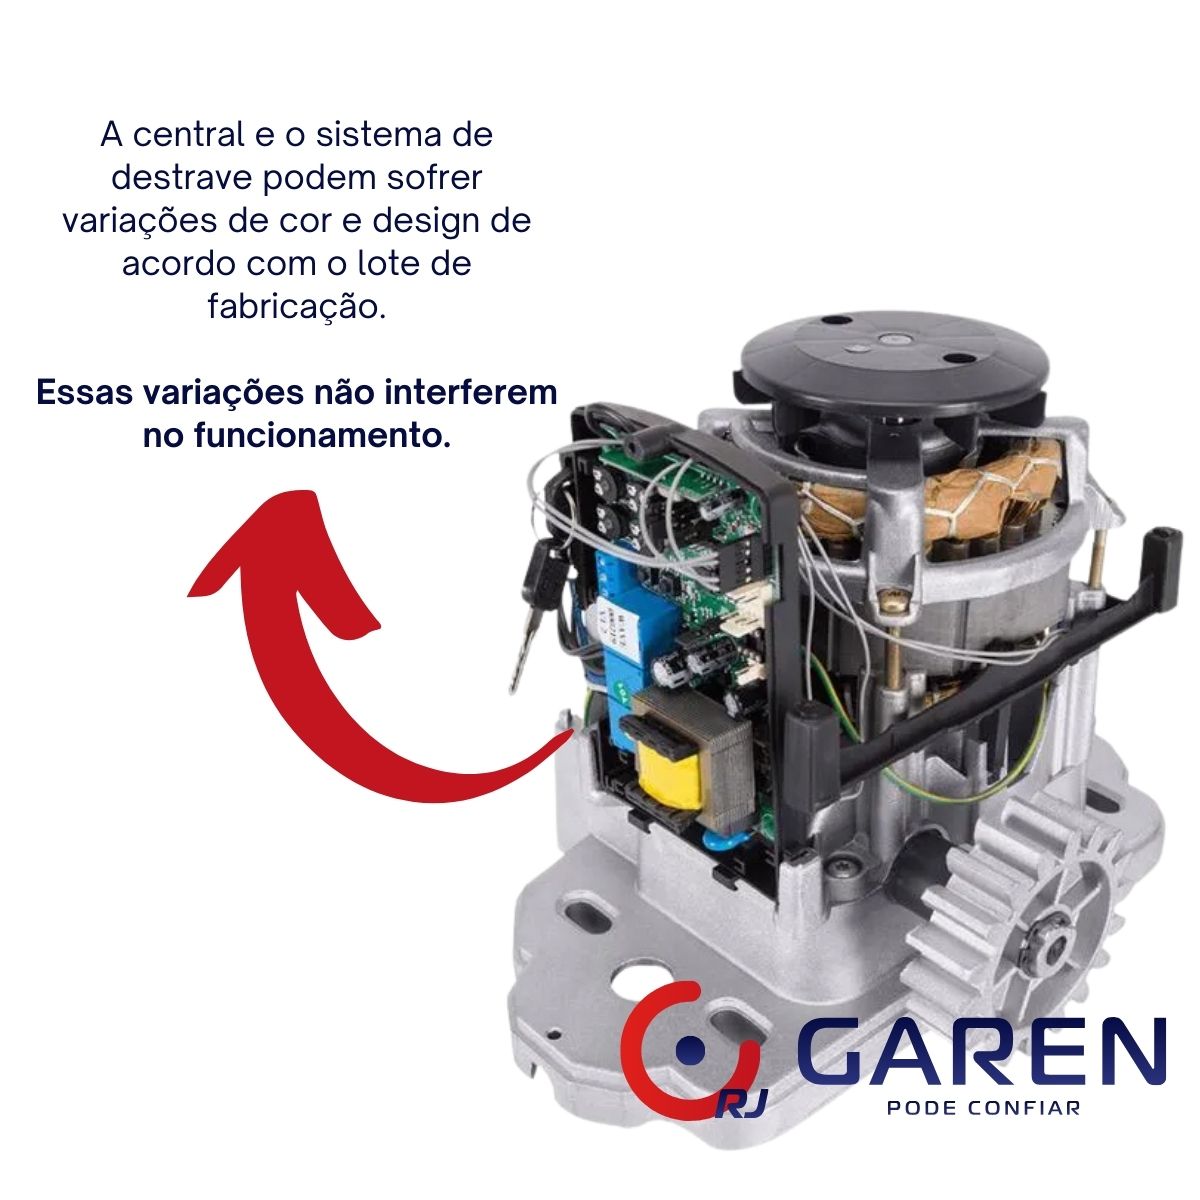 A central e o sistema de
destrave podem sofrer
variações de cor e design de
acordo com o lote de
fabricação.
Essas variações não interferem
no funcionamento.
GAREN
RJ
PODE CONFIAR